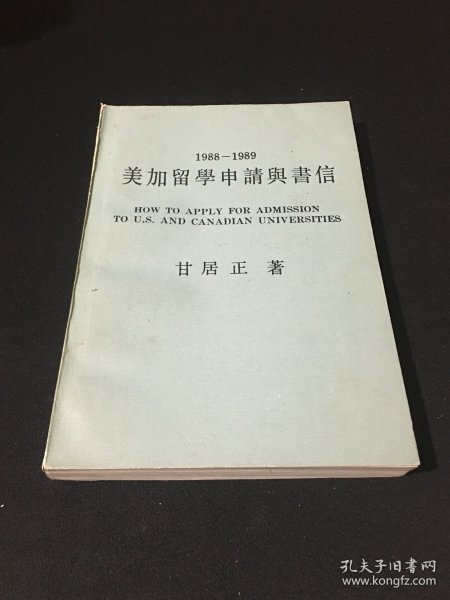 1988－1989
美加留學申請與書信
HOW TO APPLY FOR ADMISSION
TO U.S. AND CANADIAN UNIVERSITIES
甘居正 著
孔夫子旧书网
www.kongfz.com